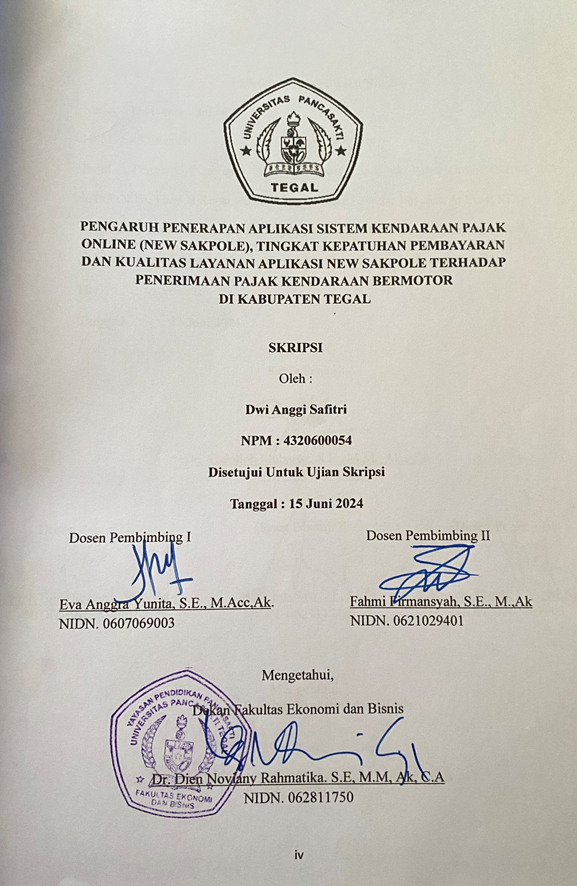 UNIVERSITAS PANCASAKTI
TEGAL
PENGARUH PENERAPAN APLIKASI SISTEM KENDARAAN PAJAK
ONLINE (NEW SAKPOLE), TINGKAT KEPATUHAN PEMBAYARAN
DAN KUALITAS LAYANAN APLIKASI NEW SAKPOLE TERHADAP
PENERIMAAN PAJAK KENDARAAN BERMOTOR
DI KABUPATEN TEGAL
SKRIPSI
Oleh :
Dwi Anggi Safitri
NPM : 4320600054
Disetujui Untuk Ujian Skripsi
Tanggal : 15 Juni 2024
Dosen Pembimbing I
Dosen Pembimbing II
Eva Anggra Yunita, S.E., M.Acc,Ak.
Fahmi Firmansyah, S.E., M.,Ak
NIDN. 0607069003
NIDN. 0621029401
Mengetahui,
Dekan Fakultas Ekonomi dan Bisnis
YAYASAN PENDIDIKAN PANCASAKTI
UNIVERSITAS PANCASAKTI TEGAL
Dr. Dien Noviany Rahmatika. S.E, M.M, Ak, C.A
FAKULTAS EKONOMI
DAN BISNIS
NIDN. 062811750
iv